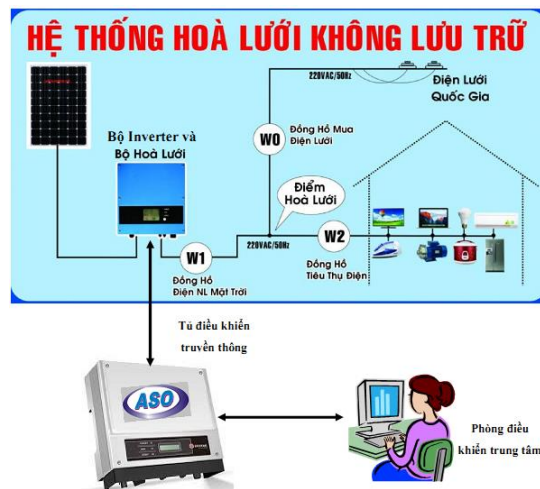 HỆ THỐNG HOÀ LƯỚI KHÔNG LƯU TRỮ
220VAC/50Hz
Điện Lưới
Quốc Gia
Bộ Inverter và
Bộ Hoà Lưới
W0
Đồng Hồ Mua
Điện Lưới
Điểm
Hoà Lưới
W1
220VAC/50Hz
W2
Đồng Hồ
Điện NL Mặt Trời
Đồng Hồ
Tiêu Thụ Điện
Tủ điều khiển
truyền thông
ASO
Phòng điều
khiển trung tâm